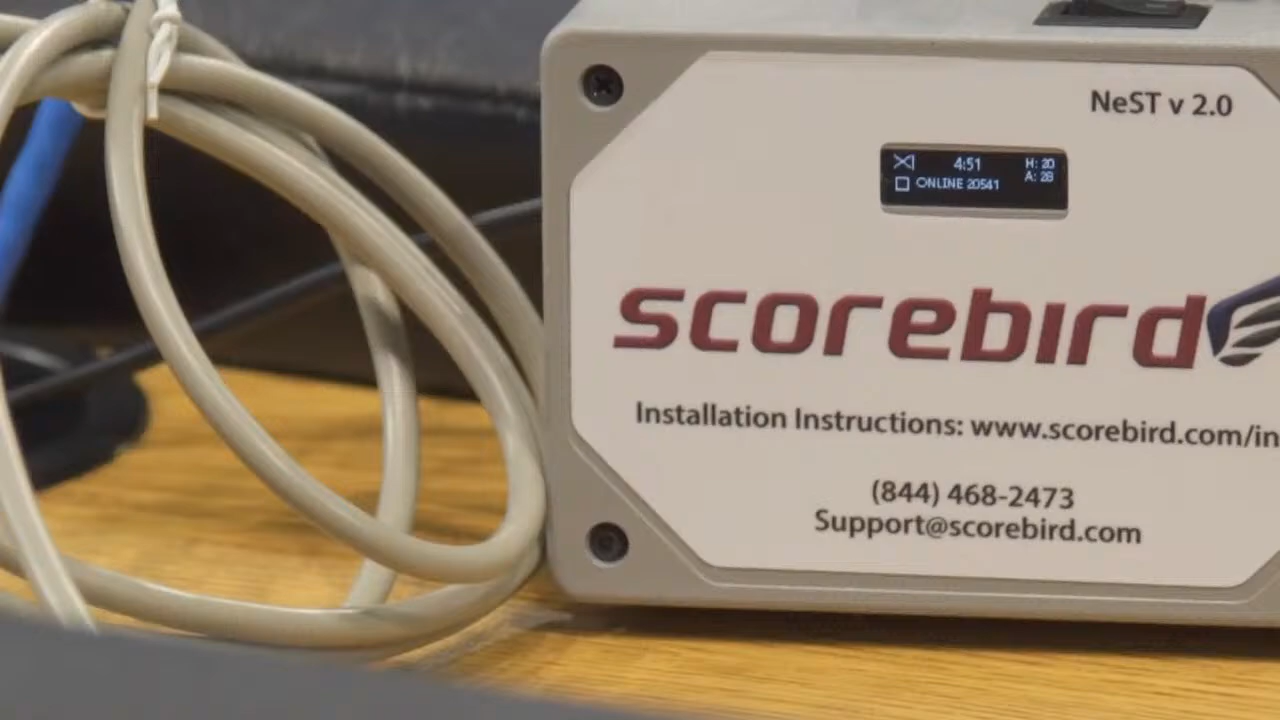 NeST v 2.0
4:51
H: 20
A: 28
ONLINE 20541
scorebird
Installation Instructions: www.scorebird.com/in
(844) 468-2473
Support@scorebird.com